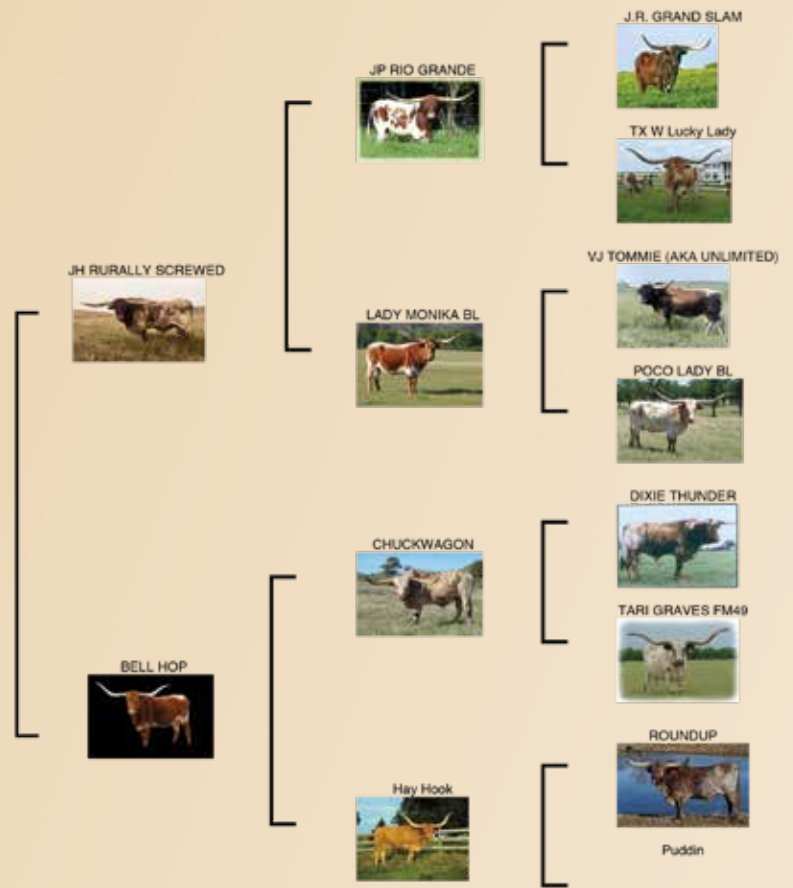 J.R. GRAND SLAM
JP RIO GRANDE
TX W Lucky Lady
JH RURALLY SCREWED
VJ TOMMIE (AKA UNLIMITED)
LADY MONIKA BL
POCO LADY BL
DIXIE THUNDER
CHUCKWAGON
TARI GRAVES FM49
BELL HOP
ROUNDUP
Hay Hook
Puddin